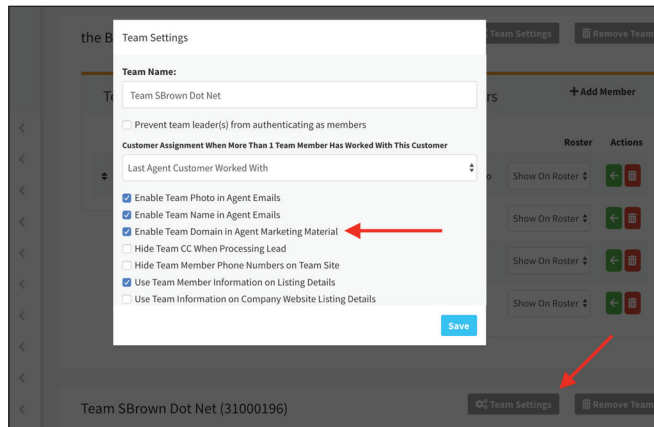 the B
Team Settings
Team Settings
Remove Team
Team Name:
Team SBrown Dot Net
Te
rs
+ Add Member
Prevent team leader(s) from authenticating as members
Customer Assignment When More Than 1 Team Member Has Worked With This Customer
Roster Actions
Last Agent Customer Worked With
o
Show On Roster
Enable Team Photo in Agent Emails
Enable Team Name in Agent Emails
Show On Roster
Enable Team Domain in Agent Marketing Material
Hide Team CC When Processing Lead
Hide Team Member Phone Numbers on Team Site
Show On Roster
Use Team Member Information on Listing Details
Use Team Information on Company Website Listing Details
Show On Roster
Save
Team SBrown Dot Net (31000196)
Team Settings
Remove Team